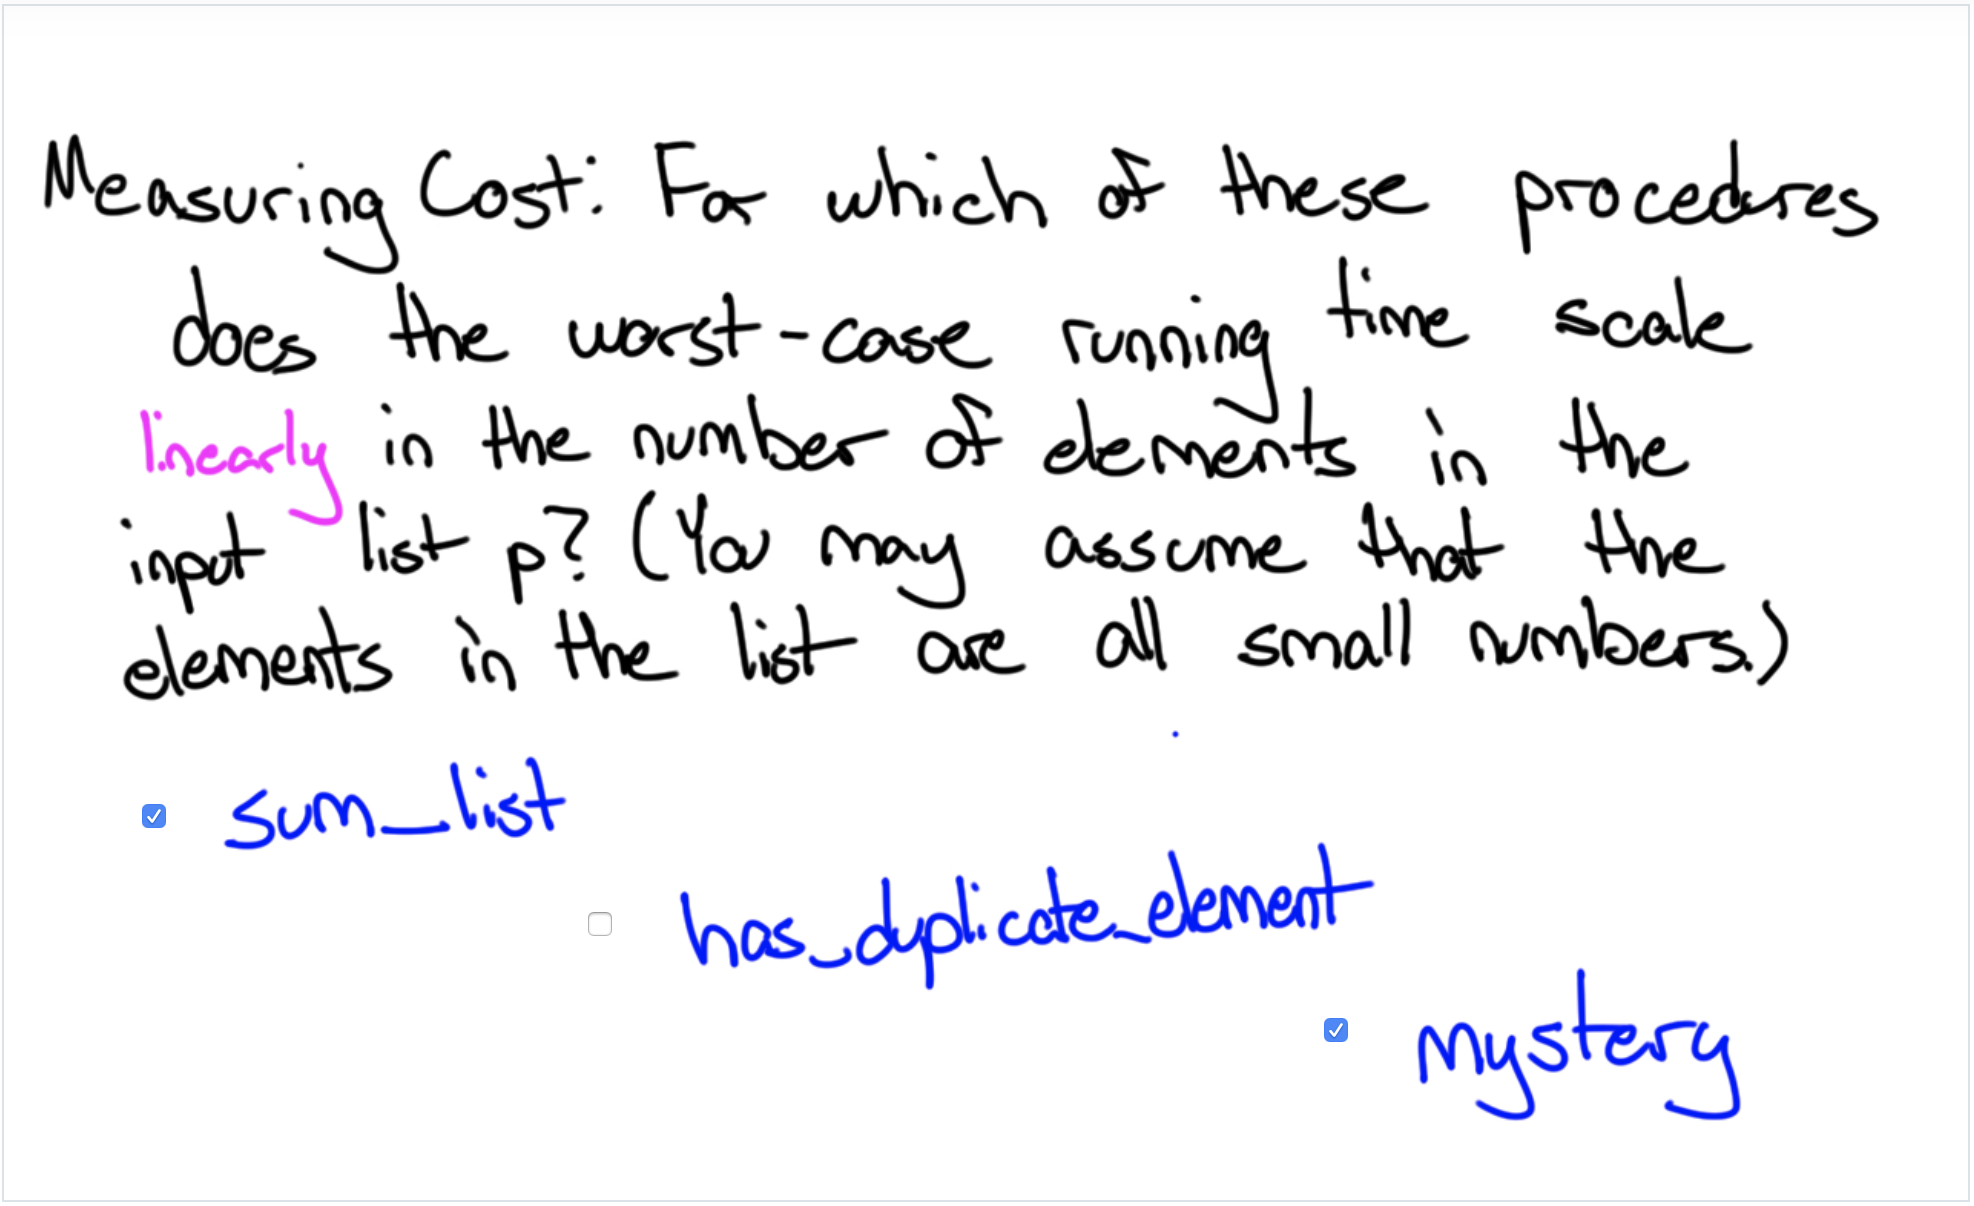 Measuring Cost: For which of these procedures
does the worst-case running time scale
linearly in the number of elements in the
input list p? (You may assume that the
elements in the list are all small numbers.)
sum_list
has_duplicate_element
mystery